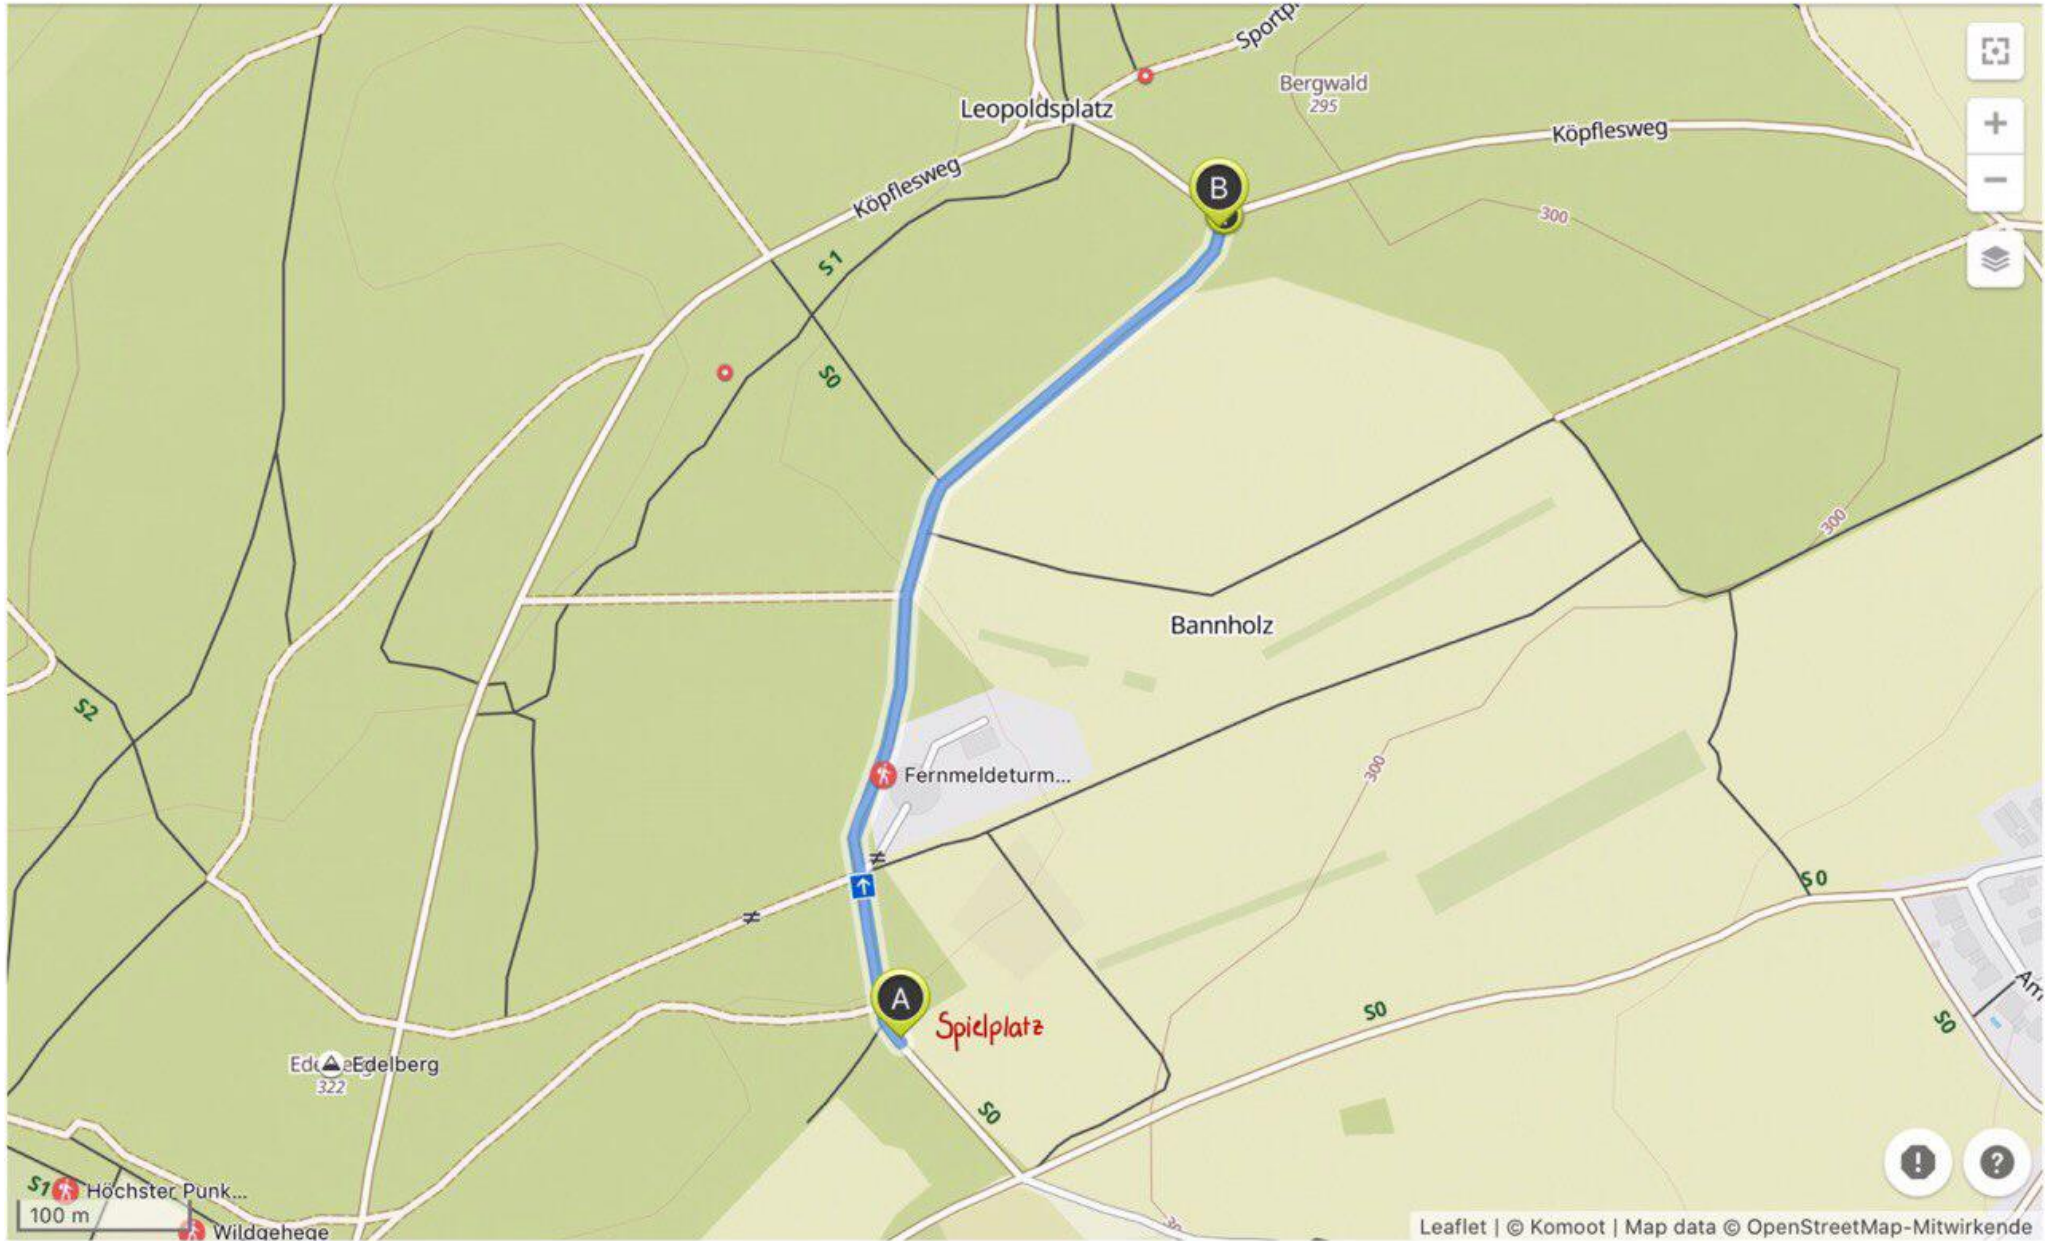 Sportpl
Bergwald
295
Leopoldsplatz
Köpflesweg
Köpflesweg
B
300
S1
S0
300
Bannholz
S2
300
Fernmeldeturm...
S0
A
Spielplatz
S0
Am
S0
Edelberg
322
S0
S1
Höchster Punk...
100 m
Wildgehege
Leaflet | © Komoot | Map data © OpenStreetMap-Mitwirkende